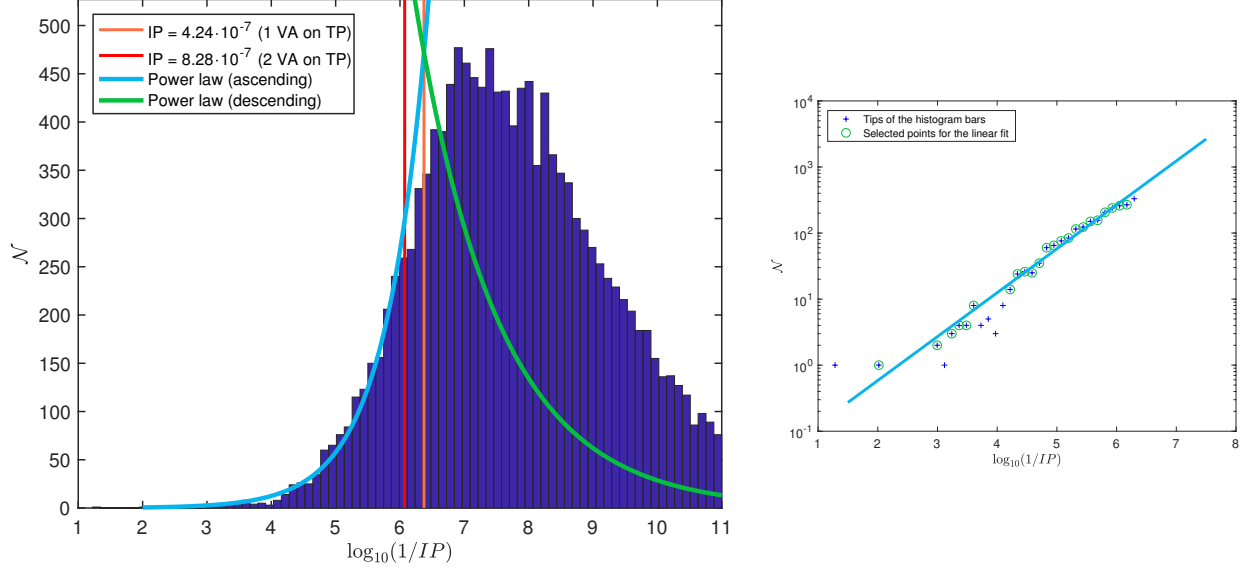 IP = 4.24·10^-7 (1 VA on TP)
IP = 8.28·10^-7 (2 VA on TP)
Power law (ascending)
Power law (descending)
500
450
400
350
300
250
200
150
100
50
0
𝒩
1 2 3 4 5 6 7 8 9 10 11
log10(1/IP)
Tips of the histogram bars
Selected points for the linear fit
10^4
10^3
10^2
10^1
10^0
10^-1
𝒩
1 2 3 4 5 6 7 8
log10(1/IP)